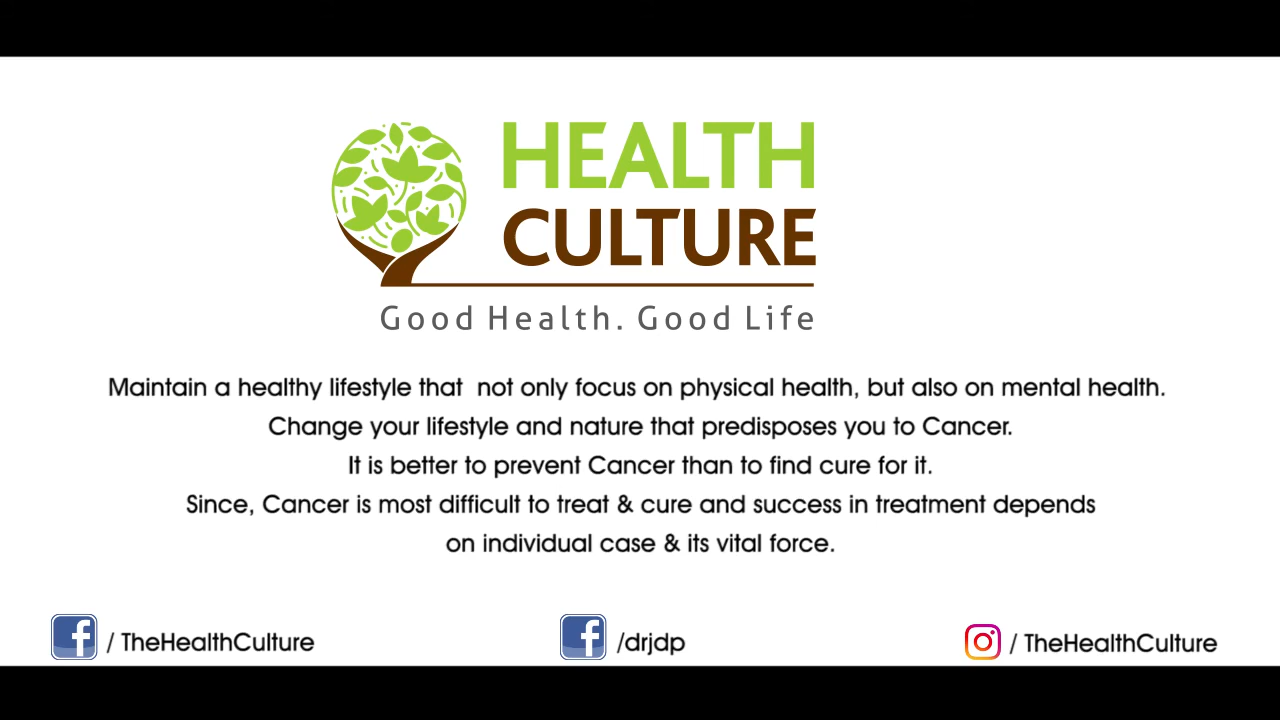 HEALTH
CULTURE
Good Health. Good Life
Maintain a healthy lifestyle that  not only focus on physical health, but also on mental health.
Change your lifestyle and nature that predisposes you to Cancer.
It is better to prevent Cancer than to find cure for it.
Since, Cancer is most difficult to treat & cure and success in treatment depends
on individual case & its vital force.
f / TheHealthCulture
f /drjdp
/ TheHealthCulture